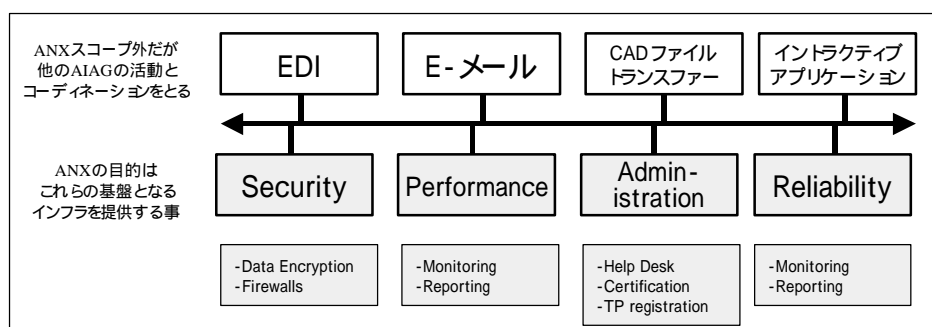 ANXスコープ外だが
他のAIAGの活動と
コーディネーションをとる
EDI
E-メール
CADファイル
トランスファー
イントラクティブ
アプリケーション
ANXの目的は
これらの基盤となる
インフラを提供する事
Security
Performance
Admin-
istration
Reliability
-Data Encryption
-Firewalls
-Monitoring
-Reporting
-Help Desk
-Certification
-TP registration
-Monitoring
-Reporting